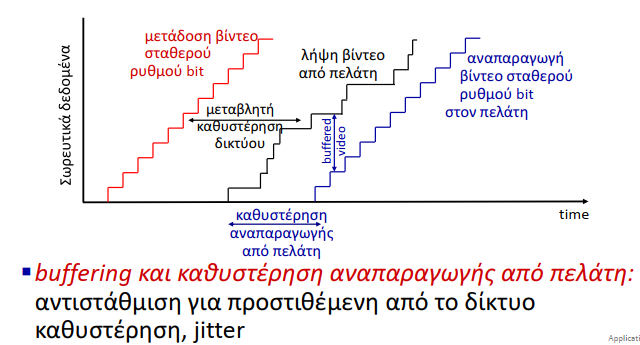 μετάδοση βίντεο
σταθερού
ρυθμού bit
λήψη βίντεο
από πελάτη
αναπαραγωγή
βίντεο σταθερού
ρυθμού bit
στον πελάτη
Σωρευτικά δεδομένα
μεταβλητή
καθυστέρηση
δικτύου
buffered
video
time
καθυστέρηση
αναπαραγωγής
από πελάτη
buffering και καθυστέρηση αναπαραγωγής από πελάτη:
αντιστάθμιση για προστιθέμενη από το δίκτυο
καθυστέρηση, jitter
Applicati